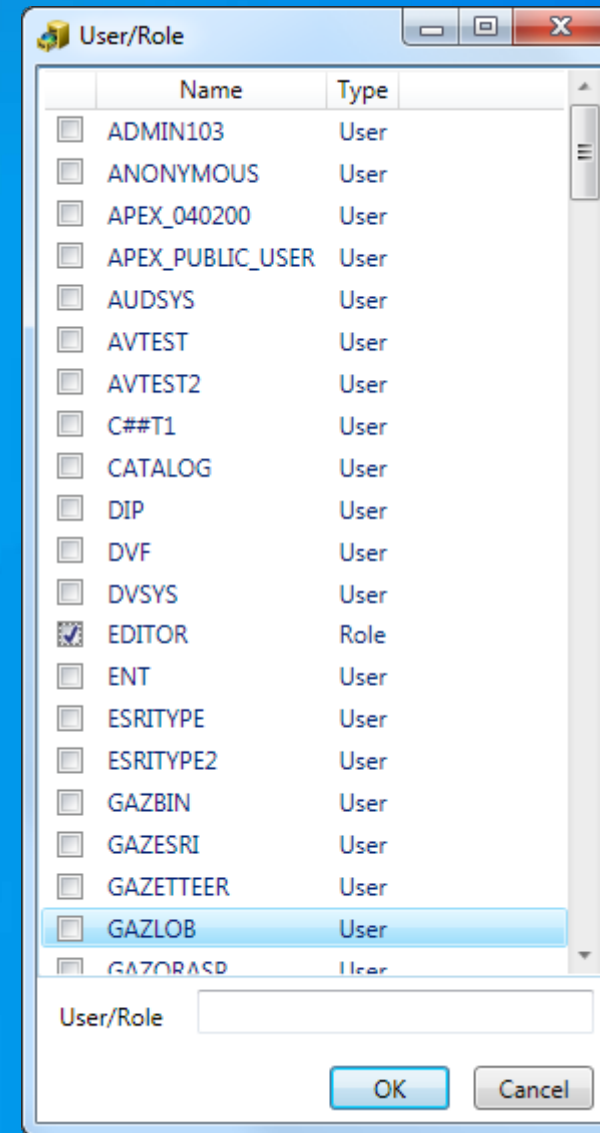 User/Role
Name Type
ADMIN103 User
ANONYMOUS User
APEX_040200 User
APEX_PUBLIC_USER User
AUDSYS User
AVTEST User
AVTEST2 User
C##T1 User
CATALOG User
DIP User
DVF User
DVSYS User
EDITOR Role
ENT User
ESRITYPE User
ESRITYPE2 User
GAZBIN User
GAZESRI User
GAZETTEER User
GAZLOB User
GAZORASP User
User/Role
OK Cancel